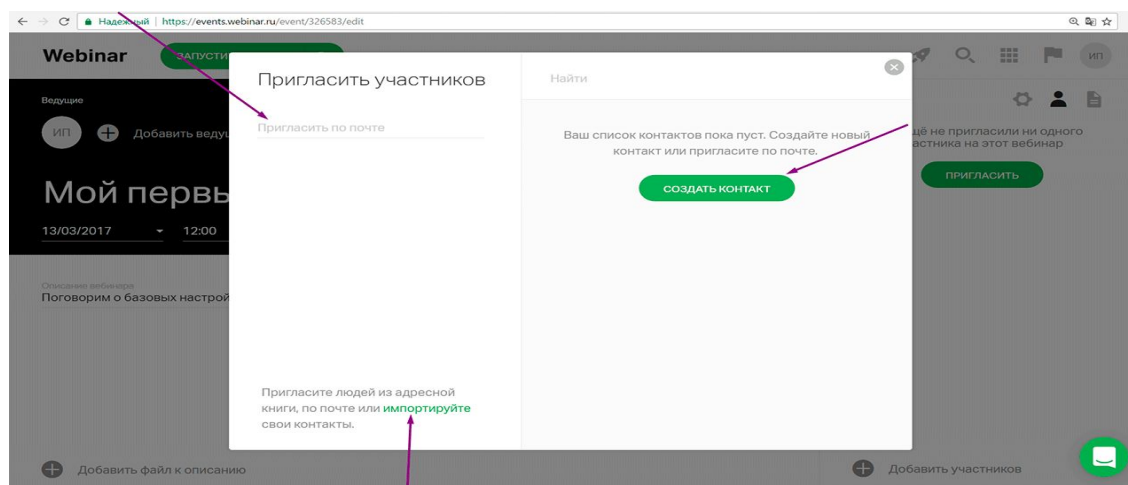 Надежный | https://events.webinar.ru/event/326583/edit
Webinar
ЗАПУСТИ
ИП
Ведущие
ИП
Добавить ведущ
Мой первы
13/03/2017
12:00
Описание вебинара
Поговорим о базовых настрой
Добавить файл к описанию
Пригласить участников
Пригласить по почте
Пригласите людей из адресной
книги, по почте или импортируйте
свои контакты.
Найти
Ваш список контактов пока пуст. Создайте новый
контакт или пригласите по почте.
СОЗДАТЬ КОНТАКТ
щё не пригласили ни одного
астника на этот вебинар
ПРИГЛАСИТЬ
Добавить участников